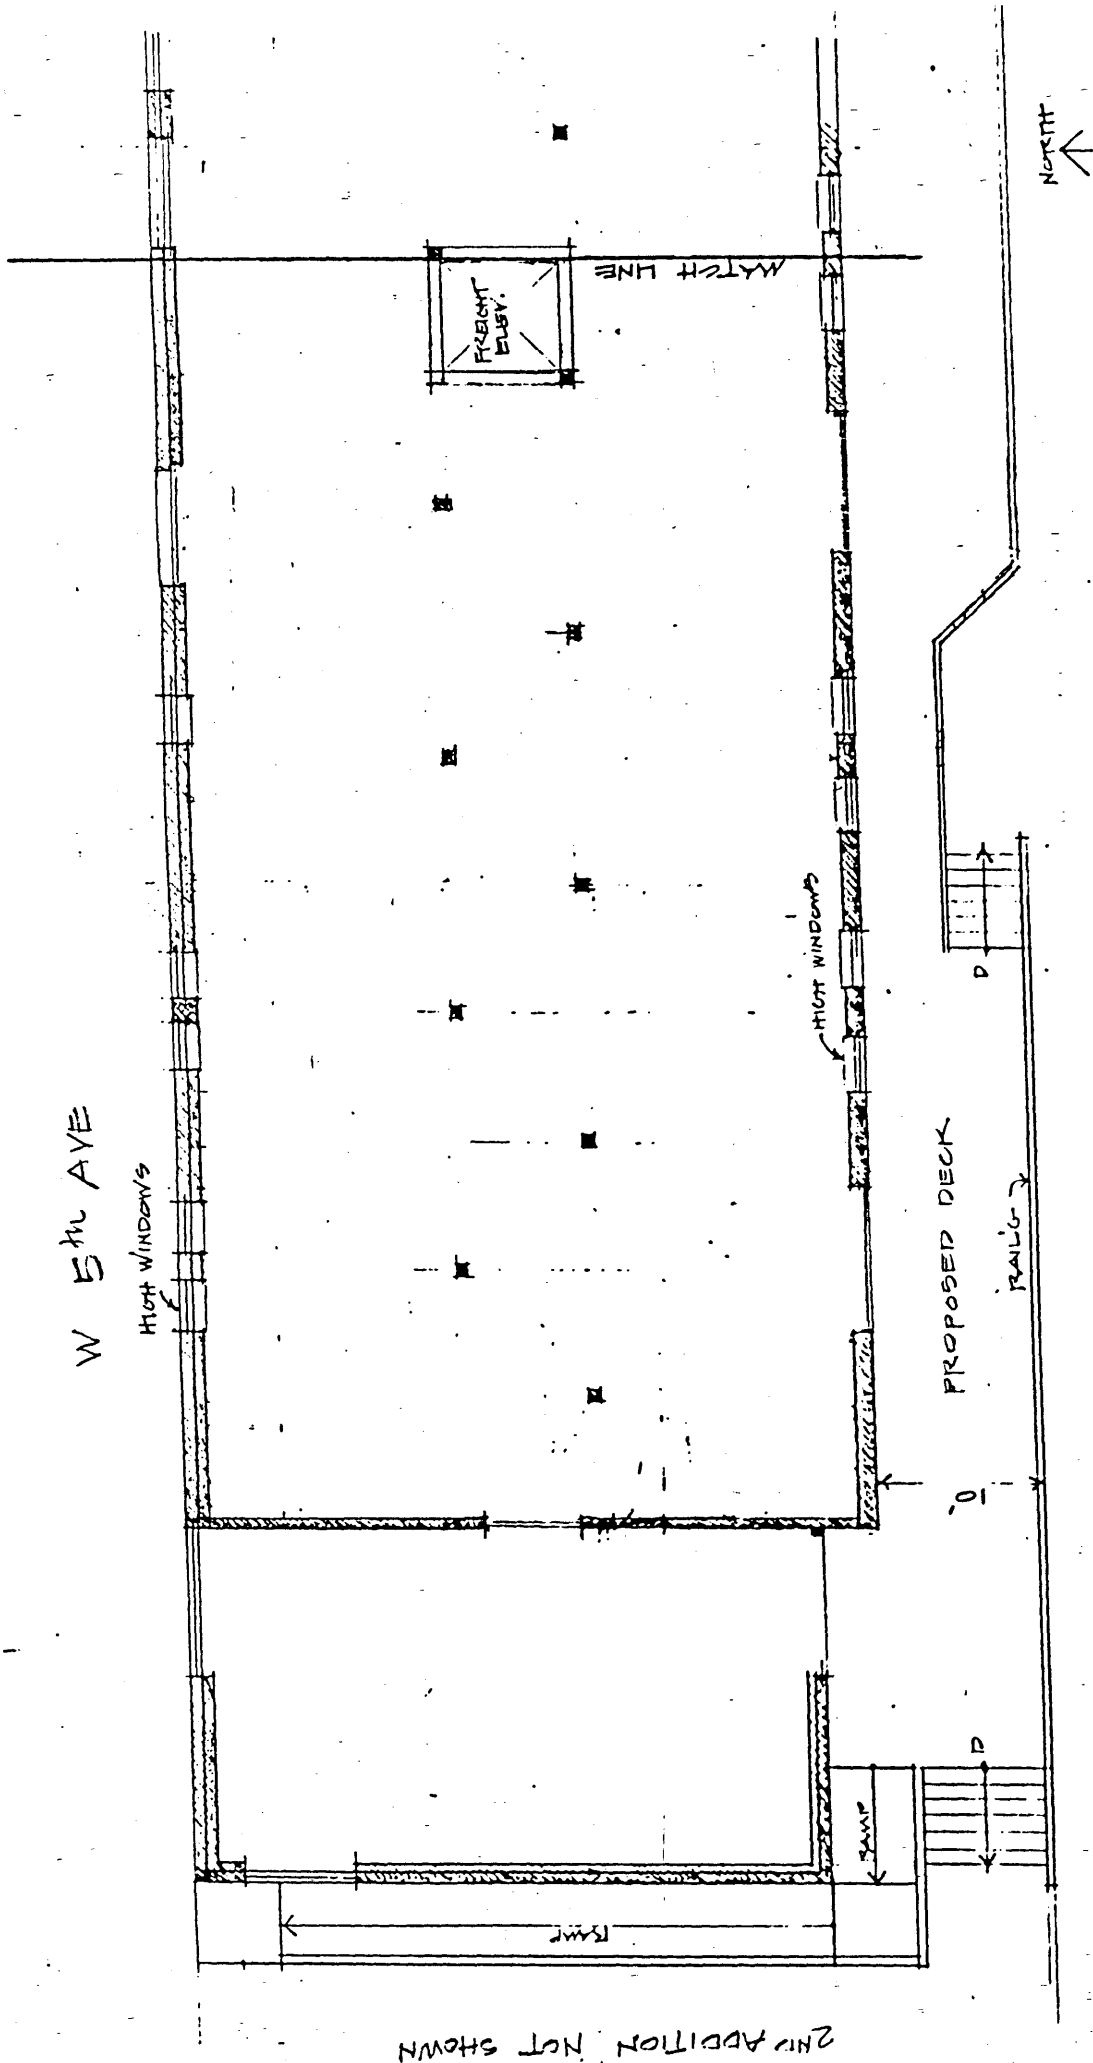 W 5th AVE
HIGH WINDOWS
FREIGHT
ELEV.
MATCH LINE
NORTH
HIGH WINDOWS
D
PROPOSED DECK
RAIL'G
10'
D
RAMP
RAMP
2ND ADDITION NOT SHOWN